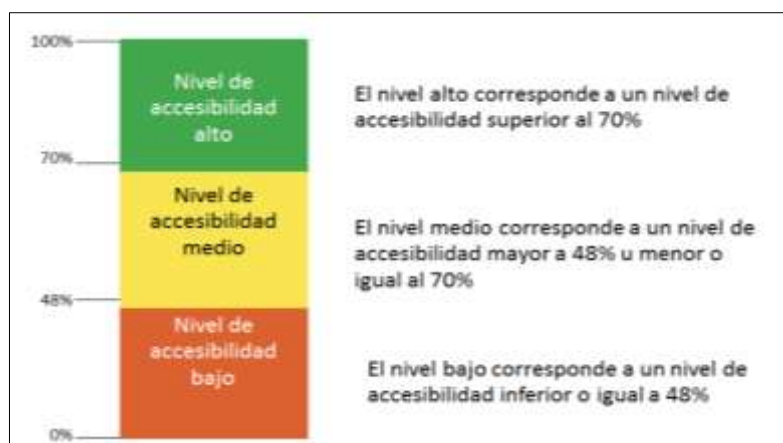 100%
Nivel de
accesibilidad
alto
El nivel alto corresponde a un nivel de
accesibilidad superior al 70%
70%
Nivel de
accesibilidad
medio
El nivel medio corresponde a un nivel de
accesibilidad mayor a 48% u menor o
igual al 70%
48%
Nivel de
accesibilidad
bajo
El nivel bajo corresponde a un nivel de
accesibilidad inferior o igual a 48%
0%